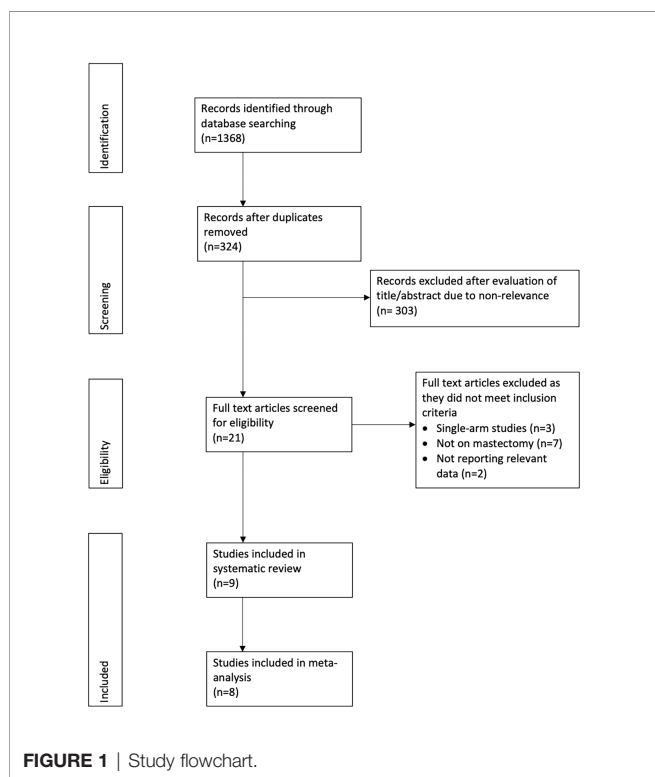 Identification
Records identified through
database searching
(n=1368)
Screening
Records after duplicates
removed
(n=324)
Records excluded after evaluation of
title/abstract due to non-relevance
(n= 303)
Eligibility
Full text articles screened
for eligibility
(n=21)
Full text articles excluded as
they did not meet inclusion
criteria
• Single-arm studies (n=3)
• Not on mastectomy (n=7)
• Not reporting relevant
data (n=2)
Included
Studies included in
systematic review
(n=9)
Studies included in meta-
analysis
(n=8)
FIGURE 1 | Study flowchart.